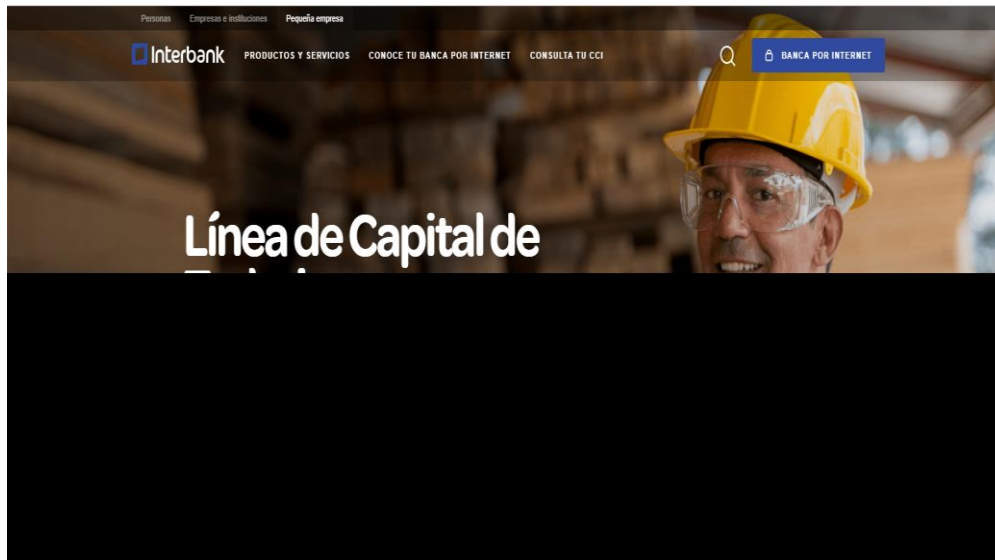 Personas Empresas e instituciones Pequeña empresa
Interbank PRODUCTOS Y SERVICIOS CONOCE TU BANCA POR INTERNET CONSULTA TU CCI BANCA POR INTERNET
Línea de Capital de